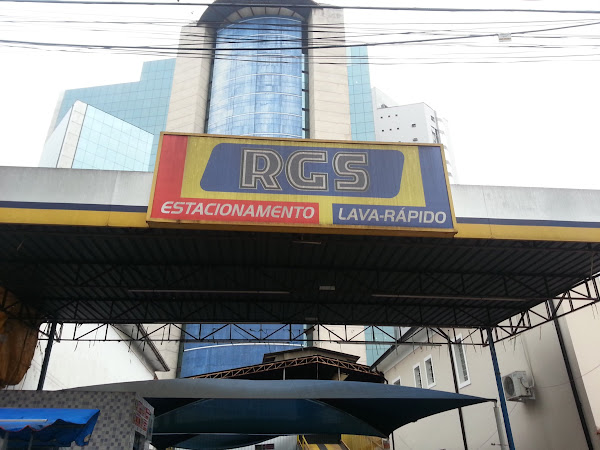 RGS
ESTACIONAMENTO LAVA-RÁPIDO